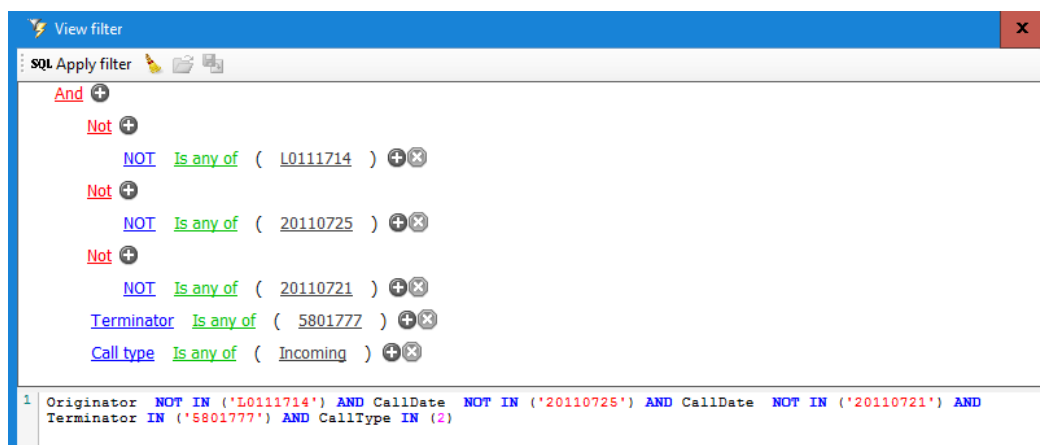 View filter x
SQL Apply filter
And
Not
NOT Is any of ( L0111714 )
Not
NOT Is any of ( 20110725 )
Not
NOT Is any of ( 20110721 )
Terminator Is any of ( 5801777 )
Call type Is any of ( Incoming )
1 Originator NOT IN ('L0111714') AND CallDate NOT IN ('20110725') AND CallDate NOT IN ('20110721') AND
Terminator IN ('5801777') AND CallType IN (2)